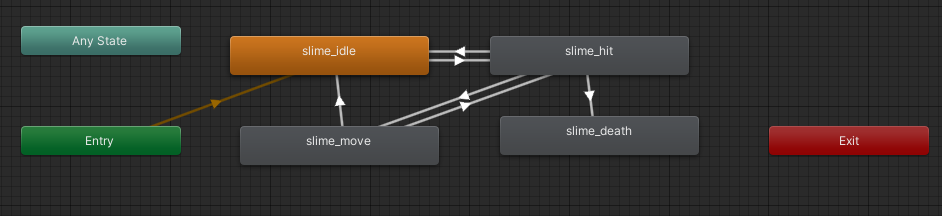 Any State
slime_idle
slime_hit
Entry
slime_move
slime_death
Exit